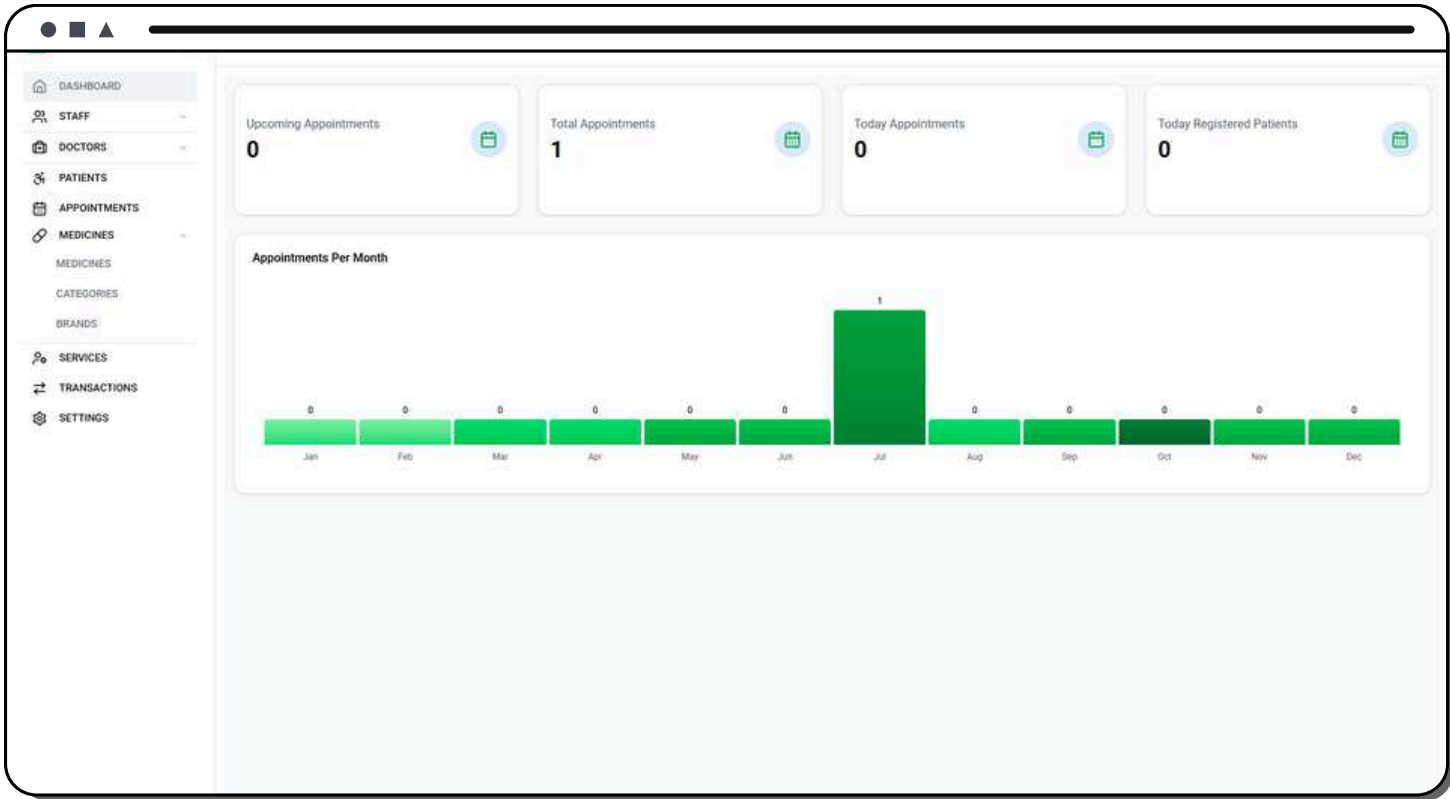 DASHBOARD
STAFF
DOCTORS
PATIENTS
APPOINTMENTS
MEDICINES
MEDICINES
CATEGORIES
BRANDS
SERVICES
TRANSACTIONS
SETTINGS
Upcoming Appointments
0
Total Appointments
1
Today Appointments
0
Today Registered Patients
0
Appointments Per Month
1
0 0 0 0 0 0 0 0 0 0 0
Jan Feb Mar Apr May Jun Jul Aug Sep Oct Nov Dec